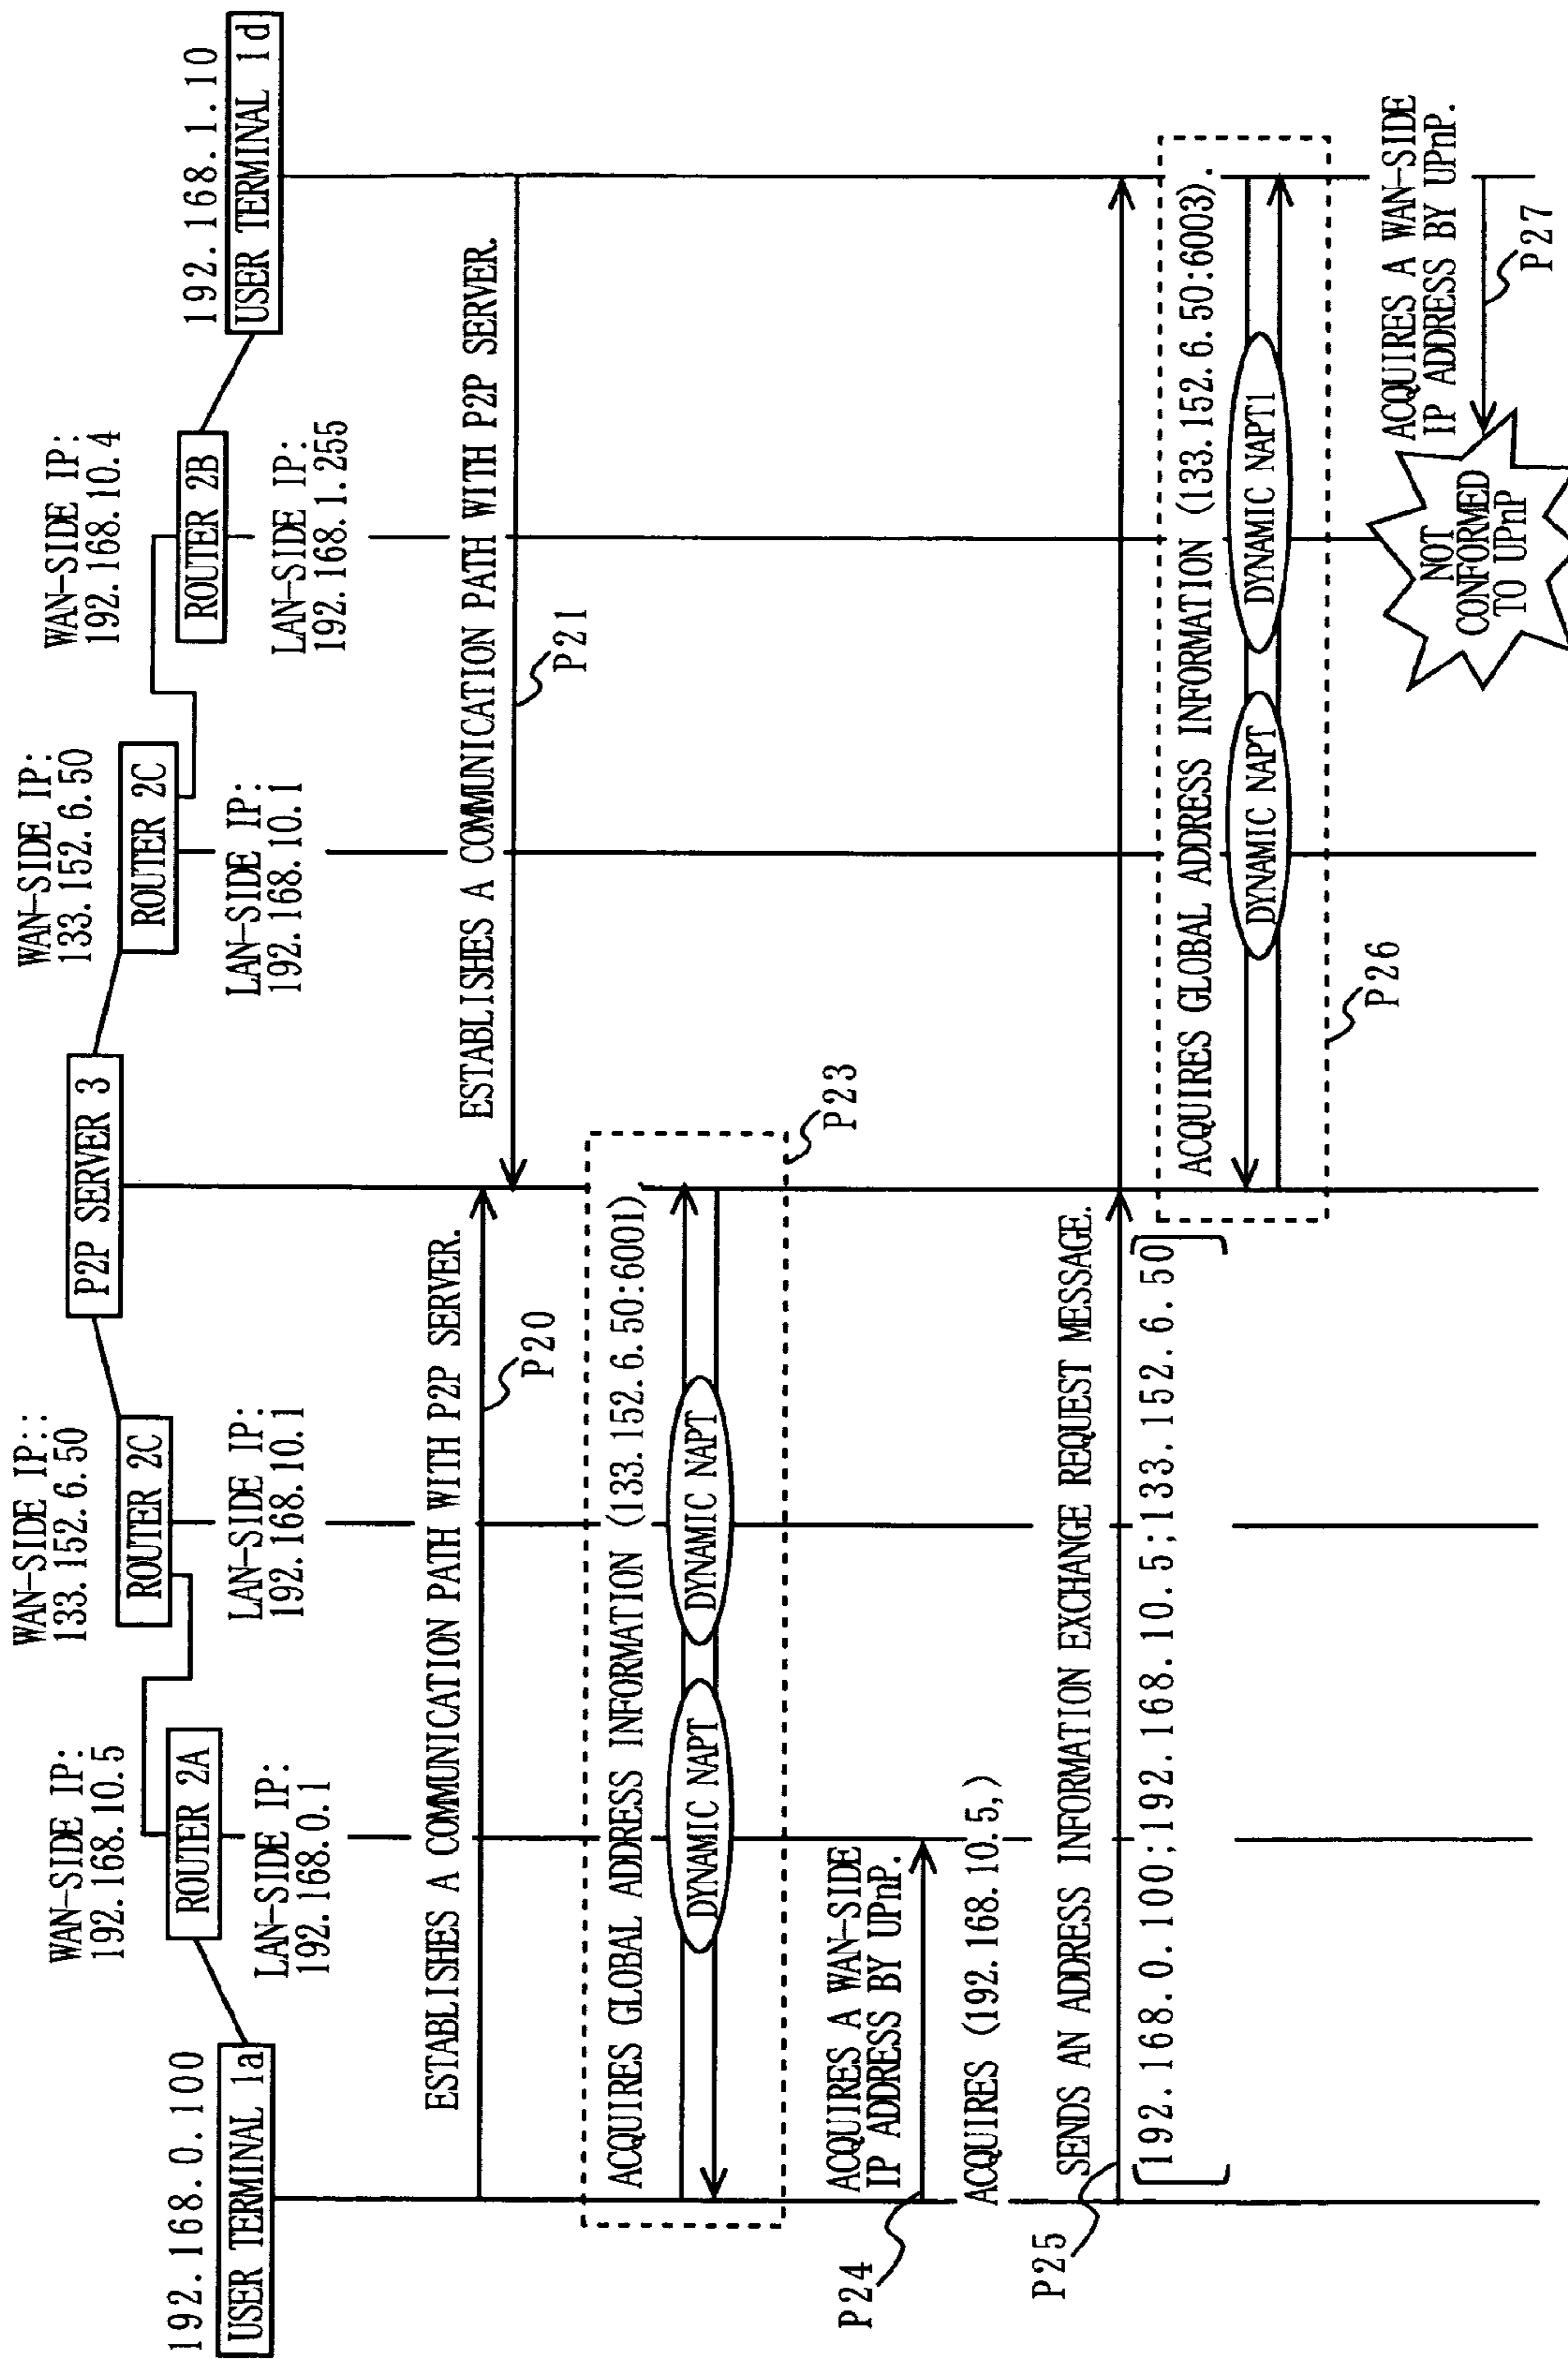 192.168.0.100
USER TERMINAL 1a
WAN-SIDE IP:
192.168.10.5
ROUTER 2A
LAN-SIDE IP:
192.168.0.1
WAN-SIDE IP::
133.152.6.50
ROUTER 2C
LAN-SIDE IP:
192.168.10.1
P2P SERVER 3
WAN-SIDE IP:
133.152.6.50
ROUTER 2C
LAN-SIDE IP:
192.168.10.1
WAN-SIDE IP:
192.168.10.4
ROUTER 2B
LAN-SIDE IP:
192.168.1.255
192.168.1.10
USER TERMINAL 1d
ESTABLISHES A COMMUNICATION PATH WITH P2P SERVER.
P20
ESTABLISHES A COMMUNICATION PATH WITH P2P SERVER.
P21
ACQUIRES GLOBAL ADDRESS INFORMATION (133.152.6.50:6001)
DYNAMIC NAPT
DYNAMIC NAPT
P23
ACQUIRES A WAN-SIDE
IP ADDRESS BY UPnP.
P24
ACQUIRES (192.168.10.5,)
SENDS AN ADDRESS INFORMATION EXCHANGE REQUEST MESSAGE.
P25
[192.168.0.100;192.168.10.5;133.152.6.50]
ACQUIRES GLOBAL ADDRESS INFORMATION (133.152.6.50:6003).
DYNAMIC NAPT
DYNAMIC NAPT1
P26
ACQUIRES A WAN-SIDE
IP ADDRESS BY UPnP.
P27
NOT
CONFORMED
TO UPnP